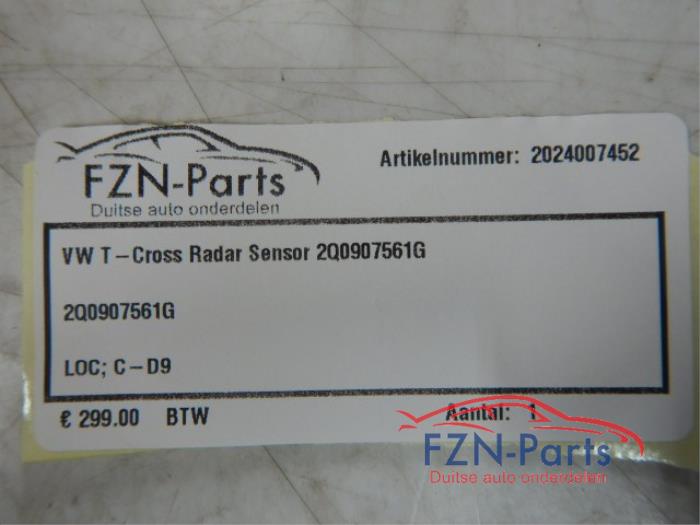 FZN-Parts
Duitse auto onderdelen
Artikelnummer: 2024007452
VW T-Cross Radar Sensor 2Q0907561G
2Q0907561G
LOC; C-D9
€ 299.00 BTW
Aantal: 1
FZN-Parts
Duitse auto onderdelen